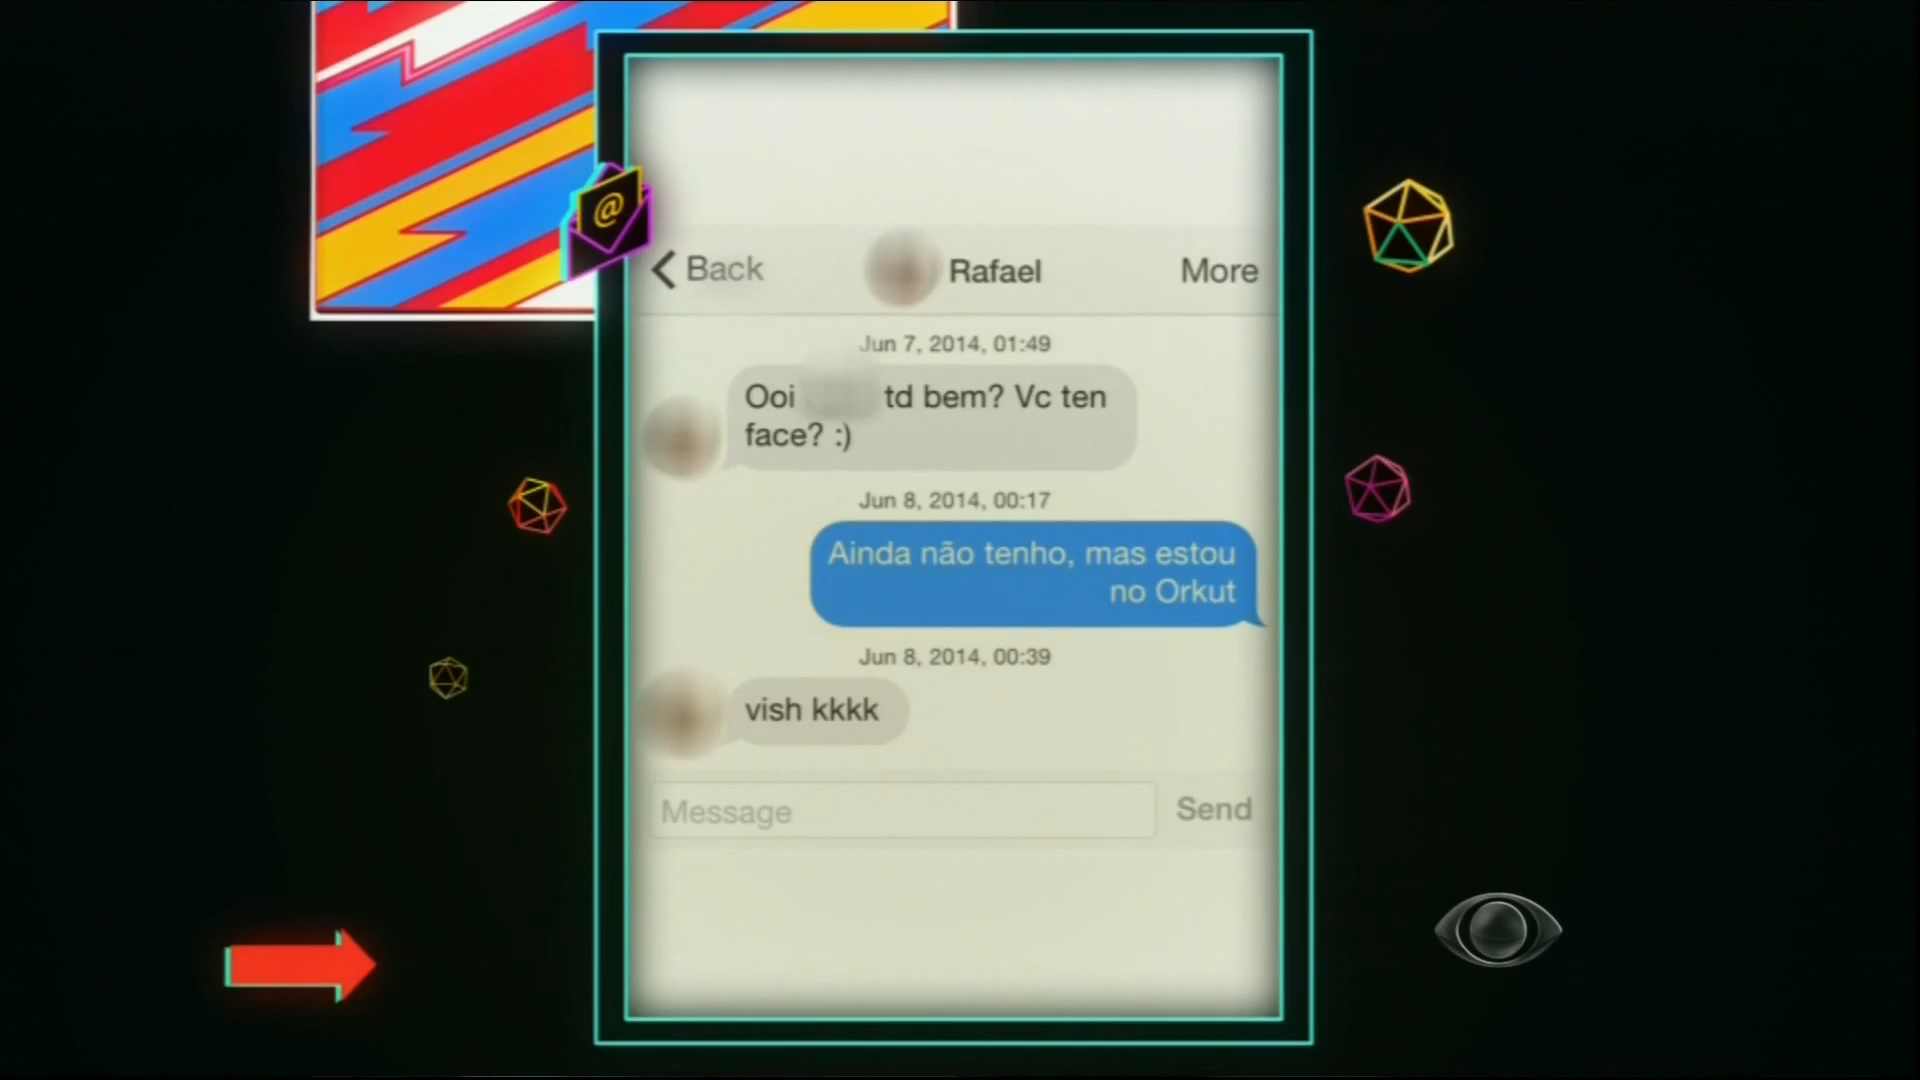 @
Back
Rafael
More
Jun 7, 2014, 01:49
Ooi td bem? Vc ten
face? :)
Jun 8, 2014, 00:17
Ainda não tenho, mas estou
no Orkut
Jun 8, 2014, 00:39
vish kkkk
Message
Send